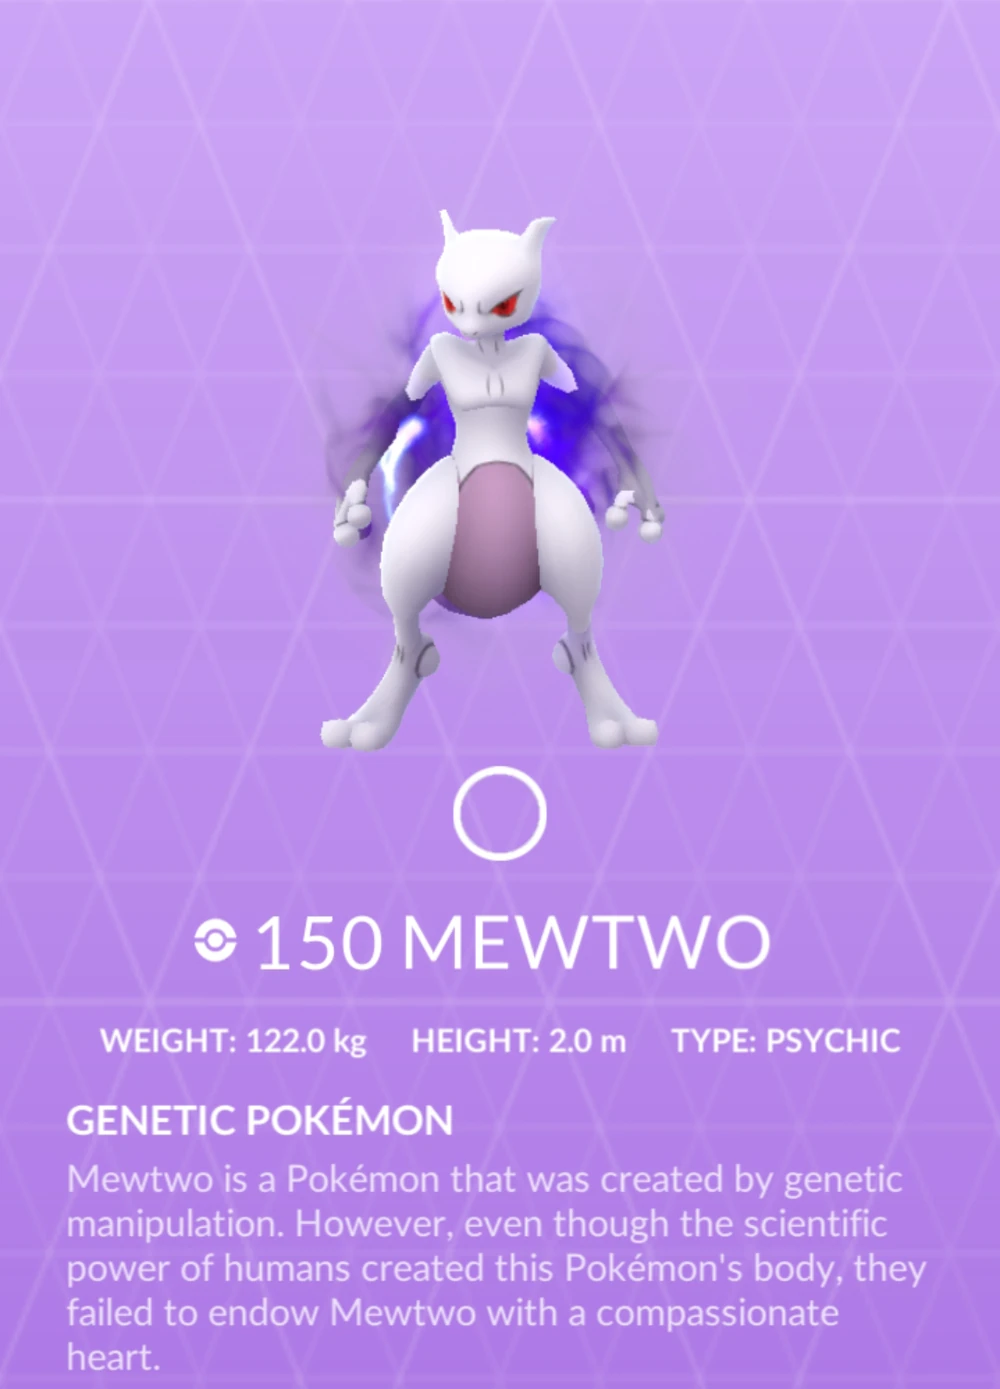 150 MEWTWO
WEIGHT: 122.0 kg HEIGHT: 2.0 m TYPE: PSYCHIC
GENETIC POKÉMON
Mewtwo is a Pokémon that was created by genetic
manipulation. However, even though the scientific
power of humans created this Pokémon's body, they
failed to endow Mewtwo with a compassionate
heart.